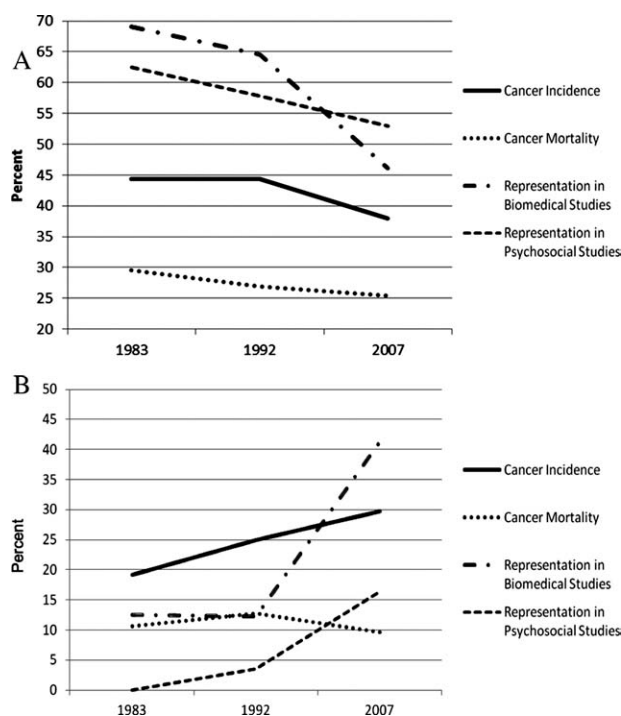 A
Percent
70
65
60
55
50
45
40
35
30
25
20
1983 1992 2007
Cancer Incidence
Cancer Mortality
Representation in
Biomedical Studies
Representation in
Psychosocial Studies
B
Percent
50
45
40
35
30
25
20
15
10
5
0
1983 1992 2007
Cancer Incidence
Cancer Mortality
Representation in
Biomedical Studies
Representation in
Psychosocial Studies